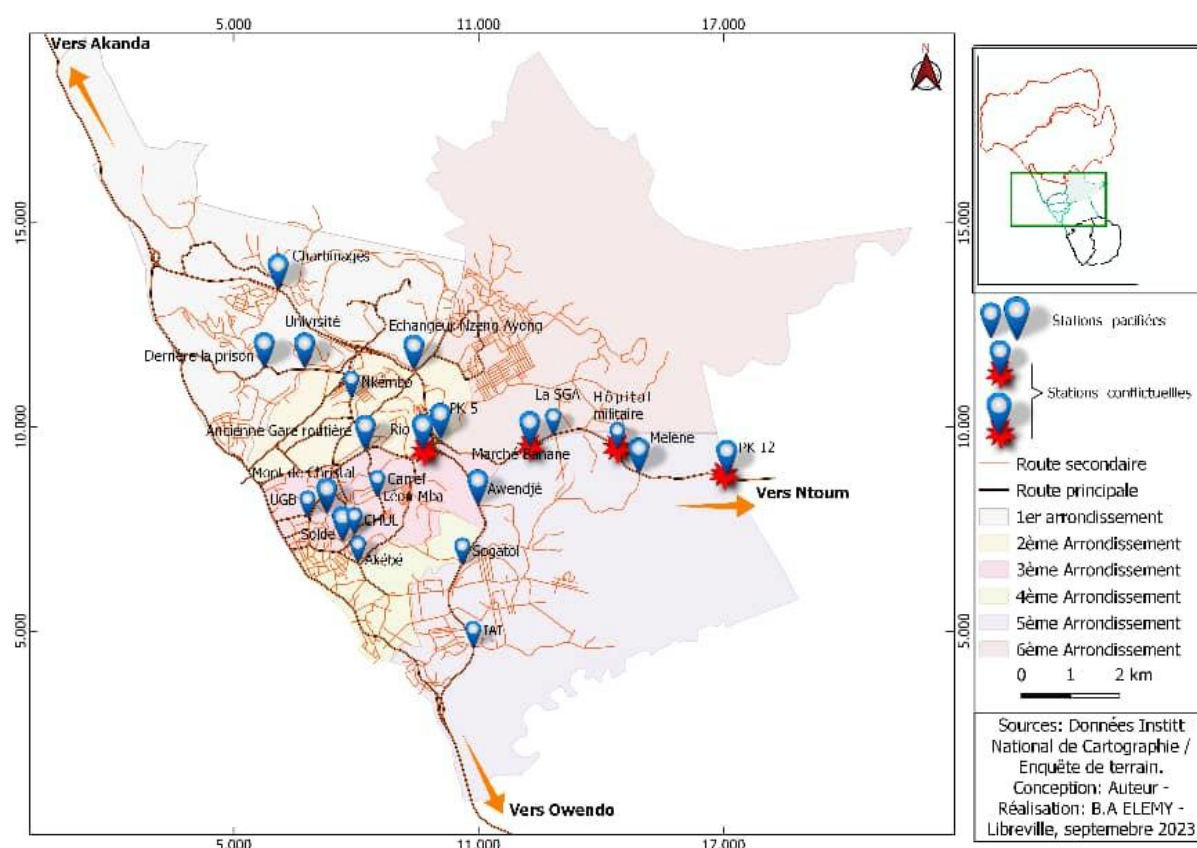 5.000
11.000
17.000
Vers Akanda
N
15.000
15.000
Charbinages
Univrsité
Echangeur Nzeng Ayong
Derrière la prison
Nkembo
La SGA
Hôpital
militaire
PK 5
10.000
Ancienne Gare routière
Rio
10.000
Marché Banane
Melène
PK 12
Mont de Christal
Carref
Léon Mba
Awendjé
UGB
Vers Ntoum
Solde
CHUL
Akébé
Sogatol
5.000
IAI
5.000
Vers Owendo
5.000
11.000
17.000
Stations pacifiées
Stations conflictuelles
Route secondaire
Route principale
1er arrondissement
2ème Arrondissement
3ème Arrondissement
4ème Arrondissement
5ème Arrondissement
6ème Arrondissement
0 1 2 km
Sources: Données Institt
National de Cartographie /
Enquête de terrain.
Conception: Auteur -
Réalisation: B.A ELEMY -
Libreville, septemebre 2023